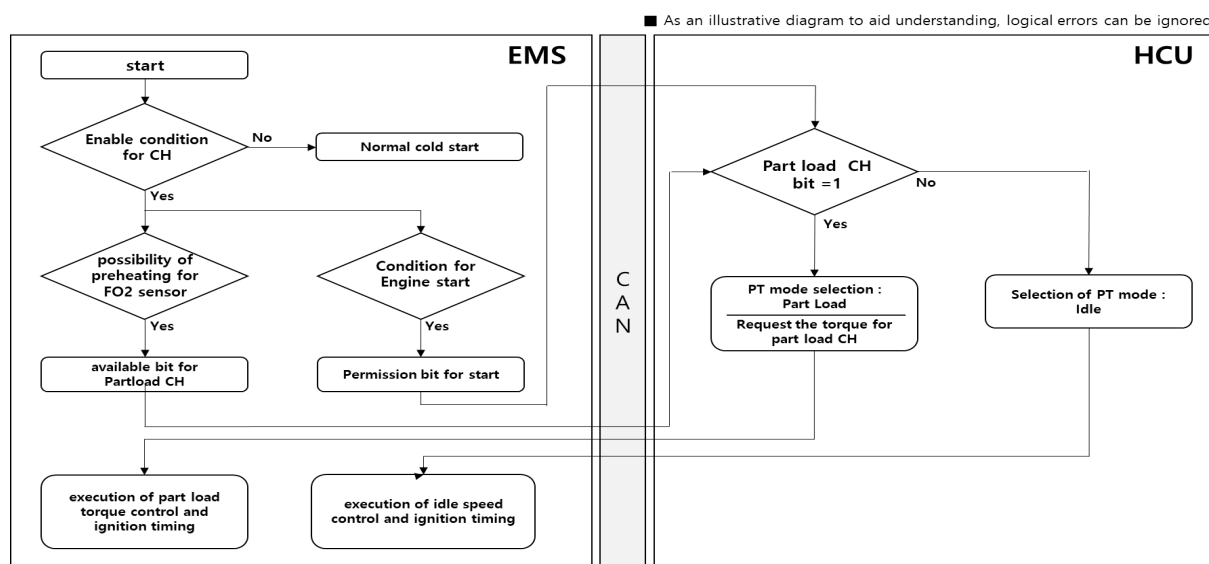 ■ As an illustrative diagram to aid understanding, logical errors can be ignored
EMS
start
Enable condition
for CH
No
Normal cold start
Yes
possibility of
preheating for
FO2 sensor
Condition for
Engine start
Yes
Yes
available bit for
Partload CH
Permission bit for start
execution of part load
torque control and
ignition timing
execution of idle speed
control and ignition timing
C
A
N
HCU
Part load CH
bit =1
No
Yes
PT mode selection :
Part Load
Request the torque for
part load CH
Selection of PT mode :
Idle